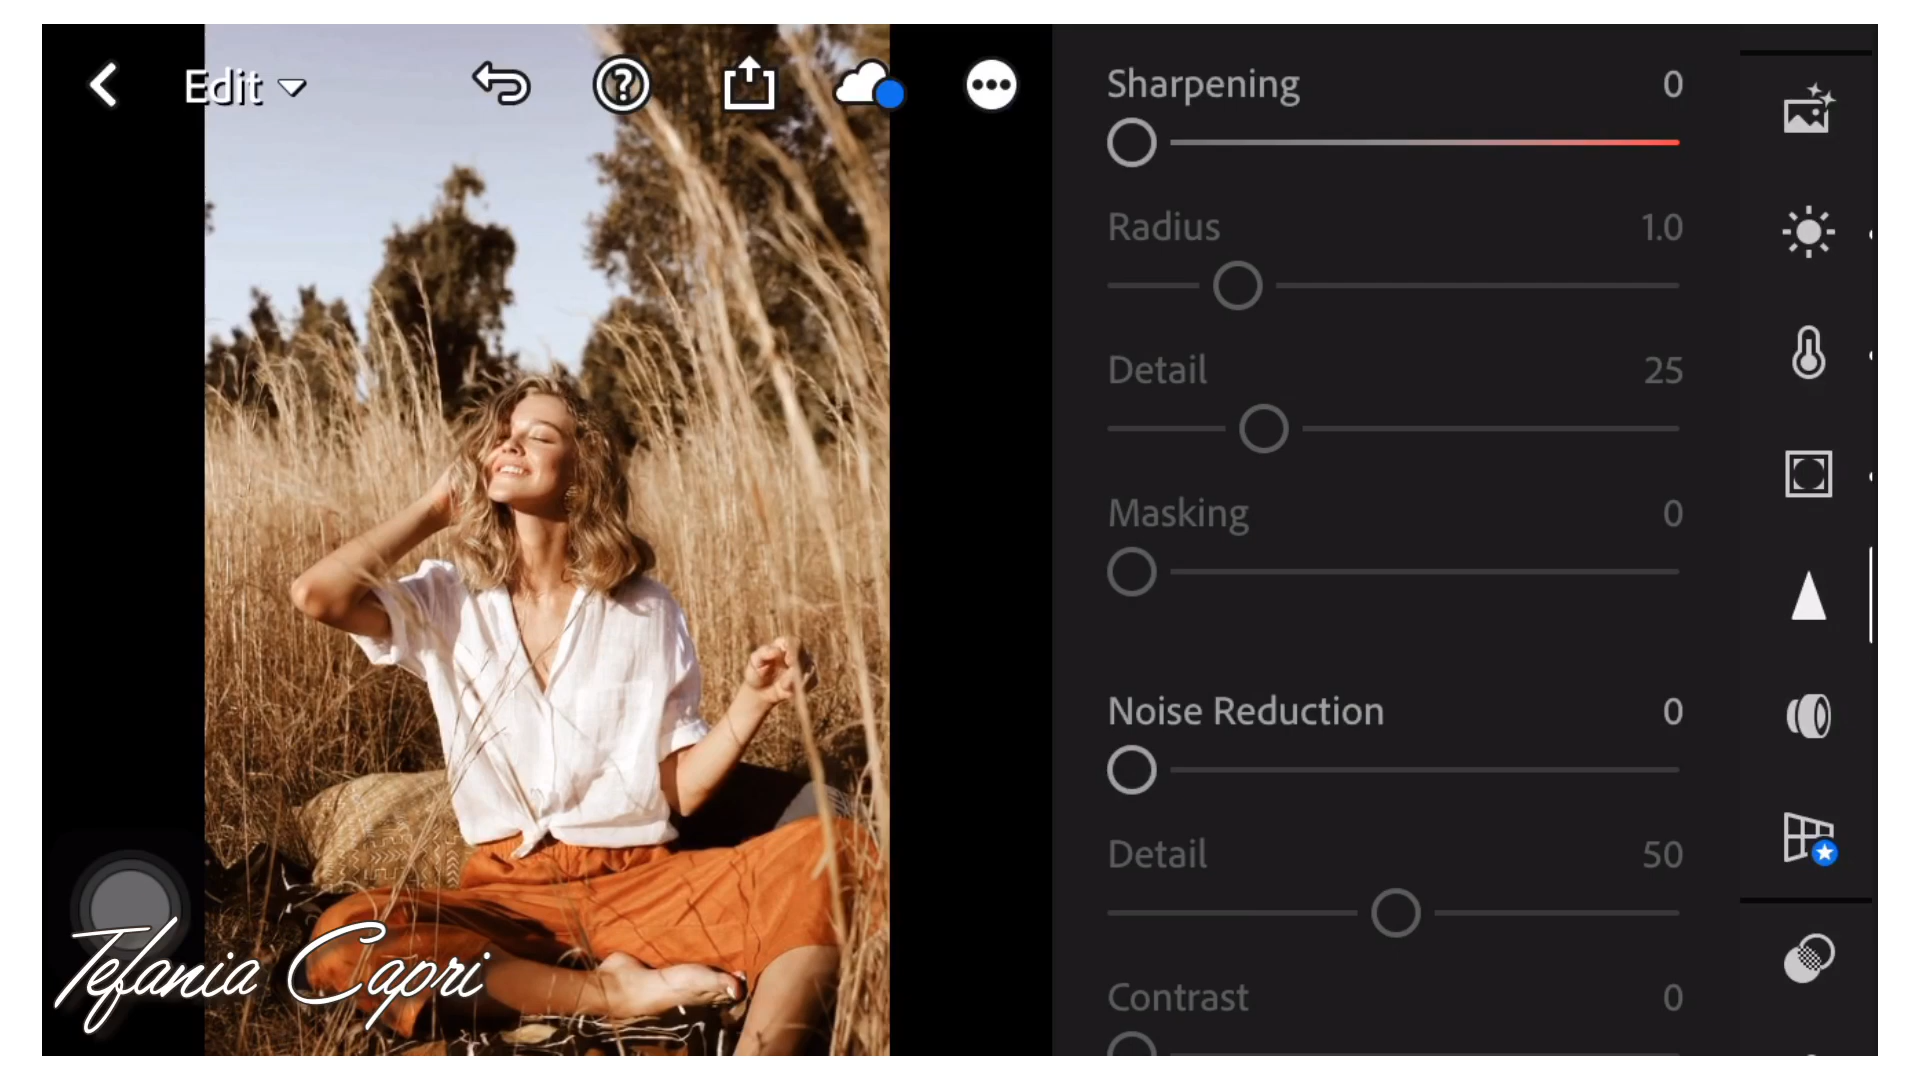 Edit
Sharpening 0
Radius 1.0
Detail 25
Masking 0
Noise Reduction 0
Detail 50
Contrast 0
Tefania Capri